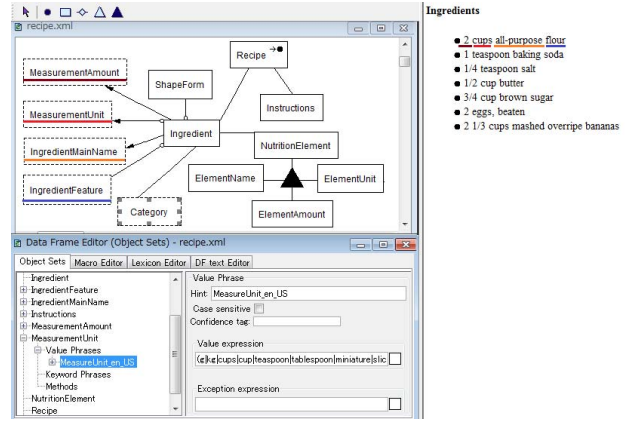 recipe.xml
Recipe
MeasurementAmount
ShapeForm
Instructions
MeasurementUnit
Ingredient
IngredientMainName
NutritionElement
IngredientFeature
ElementName
ElementUnit
Category
ElementAmount
Data Frame Editor (Object Sets) - recipe.xml
Object Sets Macro Editor Lexicon Editor DF text Editor
Ingredient
IngredientFeature
IngredientMainName
Instructions
MeasurementAmount
MeasurementUnit
Value Phrases
MeasureUnit_en_US
Keyword Phrases
Methods
NutritionElement
Recipe
Value Phrase
Hint: MeasureUnit_en_US
Case sensitive
Confidence tag:
Value expression
(g|kg|cups|cup|teaspoon|tablespoon|miniature|slic
Exception expression
Ingredients
2 cups all-purpose flour
1 teaspoon baking soda
1/4 teaspoon salt
1/2 cup butter
3/4 cup brown sugar
2 eggs, beaten
2 1/3 cups mashed overripe bananas